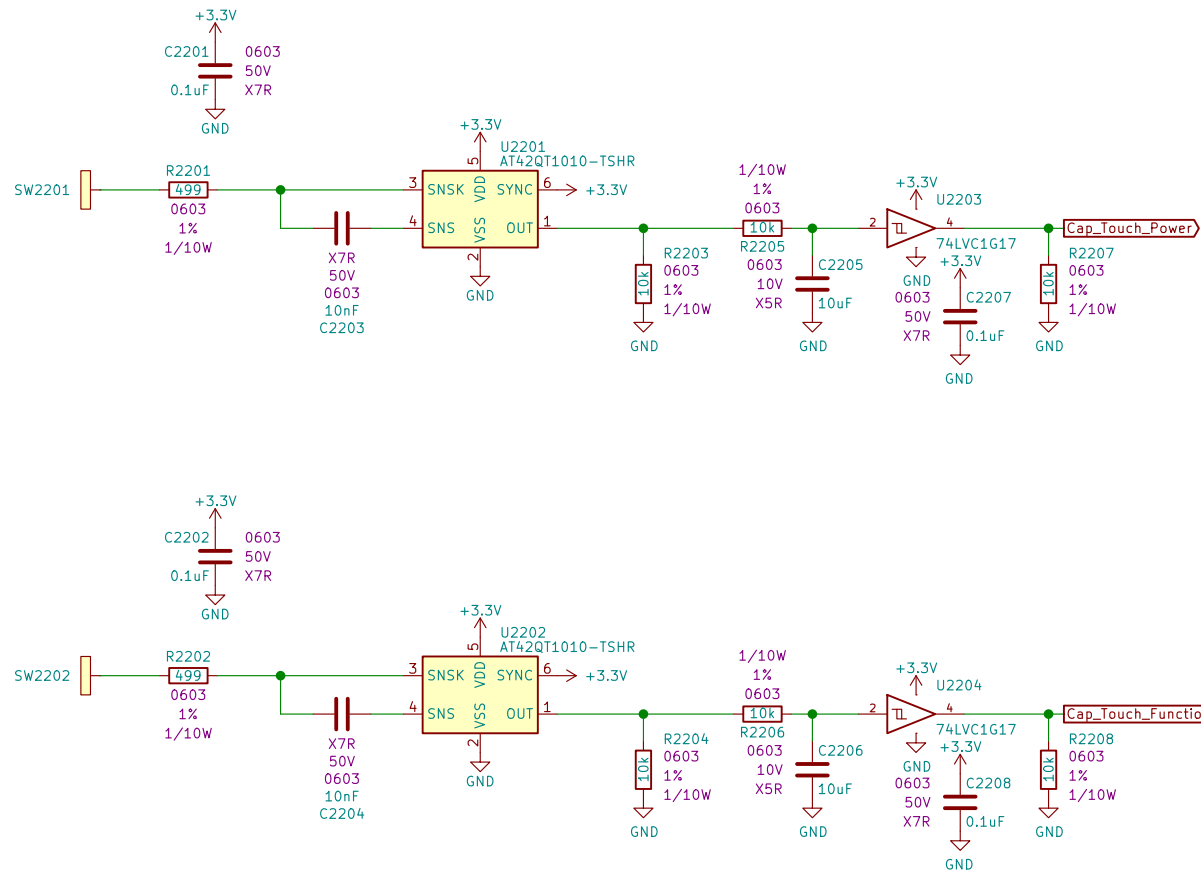 +3.3V
C2201
0603
50V
0.1uF
X7R
GND
+3.3V
U2201
AT42QT1010-TSHR
5
SW2201
R2201
499
0603
1%
1/10W
3
SNSK
VDD
SYNC
6
+3.3V
4
SNS
VSS
OUT
1
2
GND
X7R
50V
0603
10nF
C2203
R2203
0603
10k
1%
1/10W
GND
1/10W
1%
0603
10k
R2205
0603
10V
X5R
C2205
10uF
GND
+3.3V
U2203
2
4
74LVC1G17
GND
+3.3V
0603
50V
X7R
C2207
0.1uF
GND
Cap_Touch_Power
R2207
0603
10k
1%
1/10W
GND
+3.3V
C2202
0603
50V
0.1uF
X7R
GND
+3.3V
U2202
AT42QT1010-TSHR
5
SW2202
R2202
499
0603
1%
1/10W
3
SNSK
VDD
SYNC
6
+3.3V
4
SNS
VSS
OUT
1
2
GND
X7R
50V
0603
10nF
C2204
R2204
0603
10k
1%
1/10W
GND
1/10W
1%
0603
10k
R2206
0603
10V
X5R
C2206
10uF
GND
+3.3V
U2204
2
4
74LVC1G17
GND
+3.3V
0603
50V
X7R
C2208
0.1uF
GND
Cap_Touch_Functio
R2208
0603
10k
1%
1/10W
GND